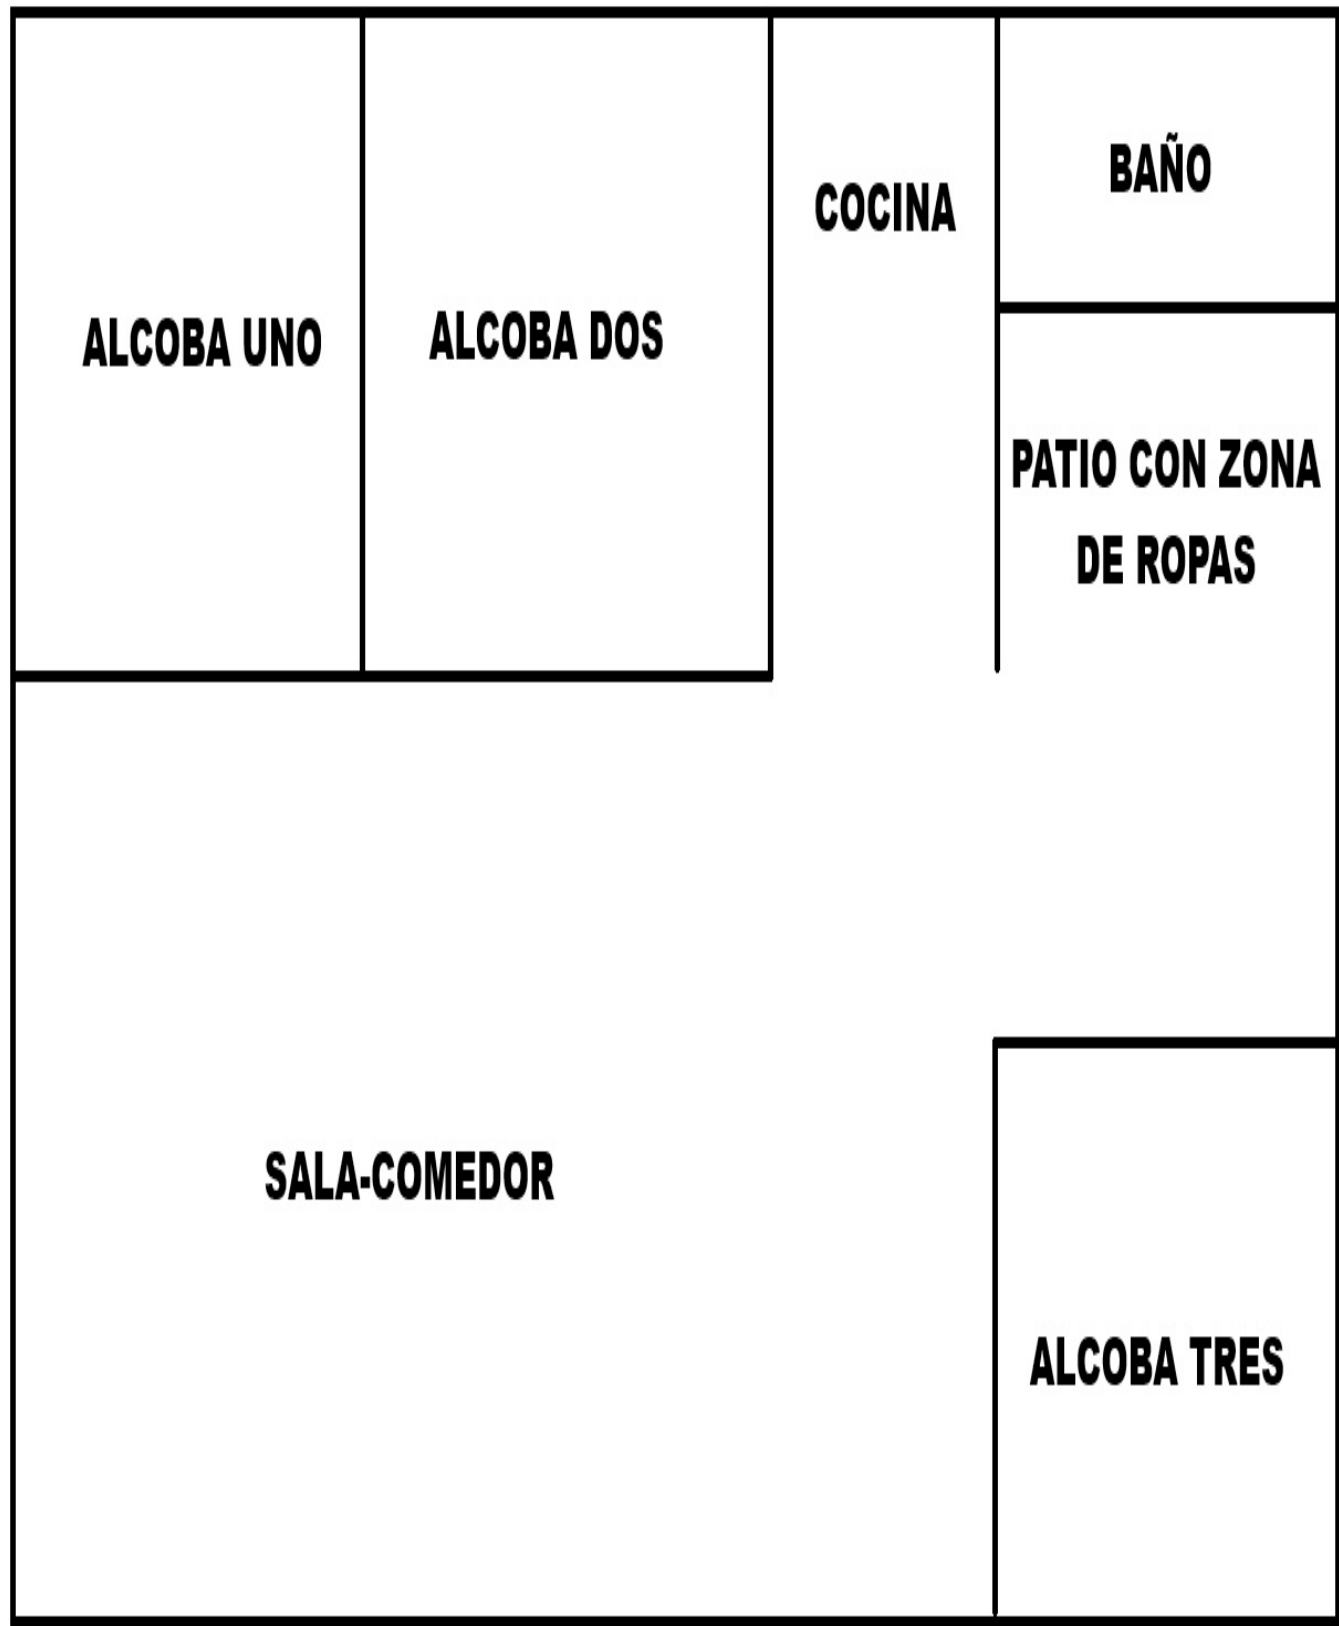 BAÑO
COCINA
ALCOBA UNO
ALCOBA DOS
PATIO CON ZONA
DE ROPAS
SALA-COMEDOR
ALCOBA TRES